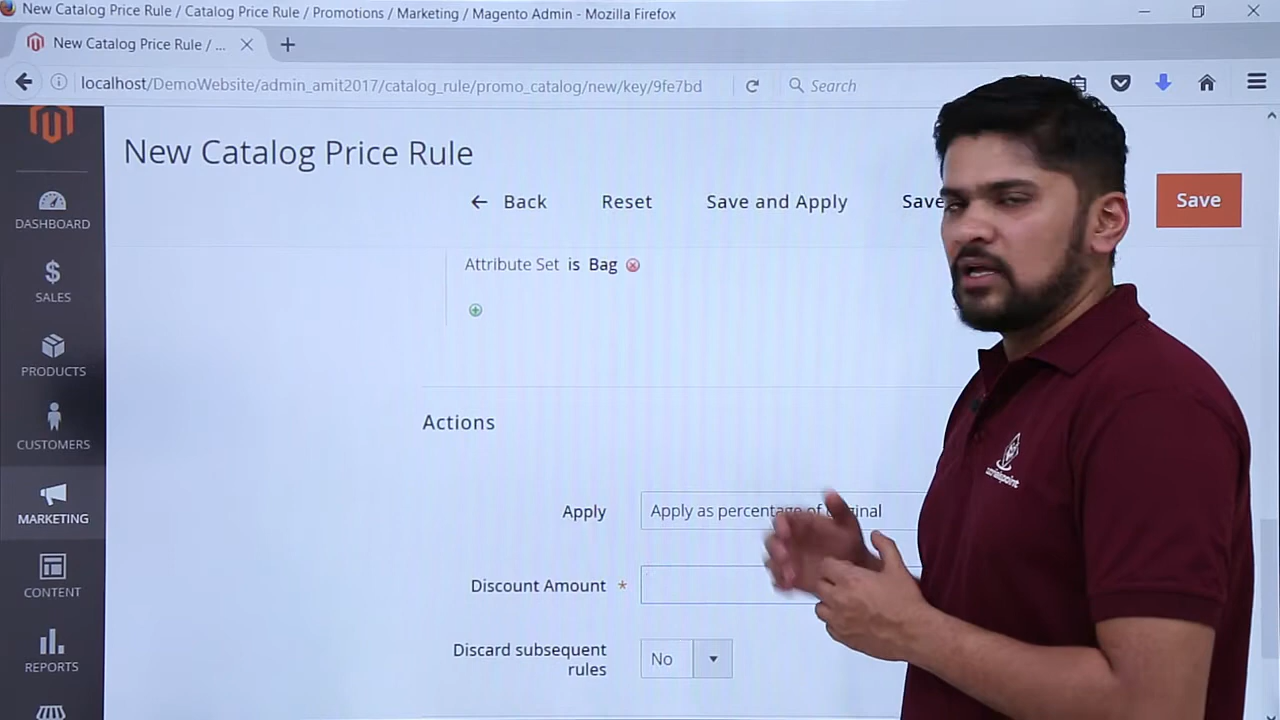 New Catalog Price Rule / Catalog Price Rule / Promotions / Marketing / Magento Admin - Mozilla Firefox
New Catalog Price Rule / ...
localhost/DemoWebsite/admin_amit2017/catalog_rule/promo_catalog/new/key/9fe7bd
Search
New Catalog Price Rule
Back Reset Save and Apply Save
Save
DASHBOARD
SALES
PRODUCTS
CUSTOMERS
MARKETING
CONTENT
REPORTS
Attribute Set is Bag
Actions
Apply Apply as percentage of original
Discount Amount *
Discard subsequent
rules
No